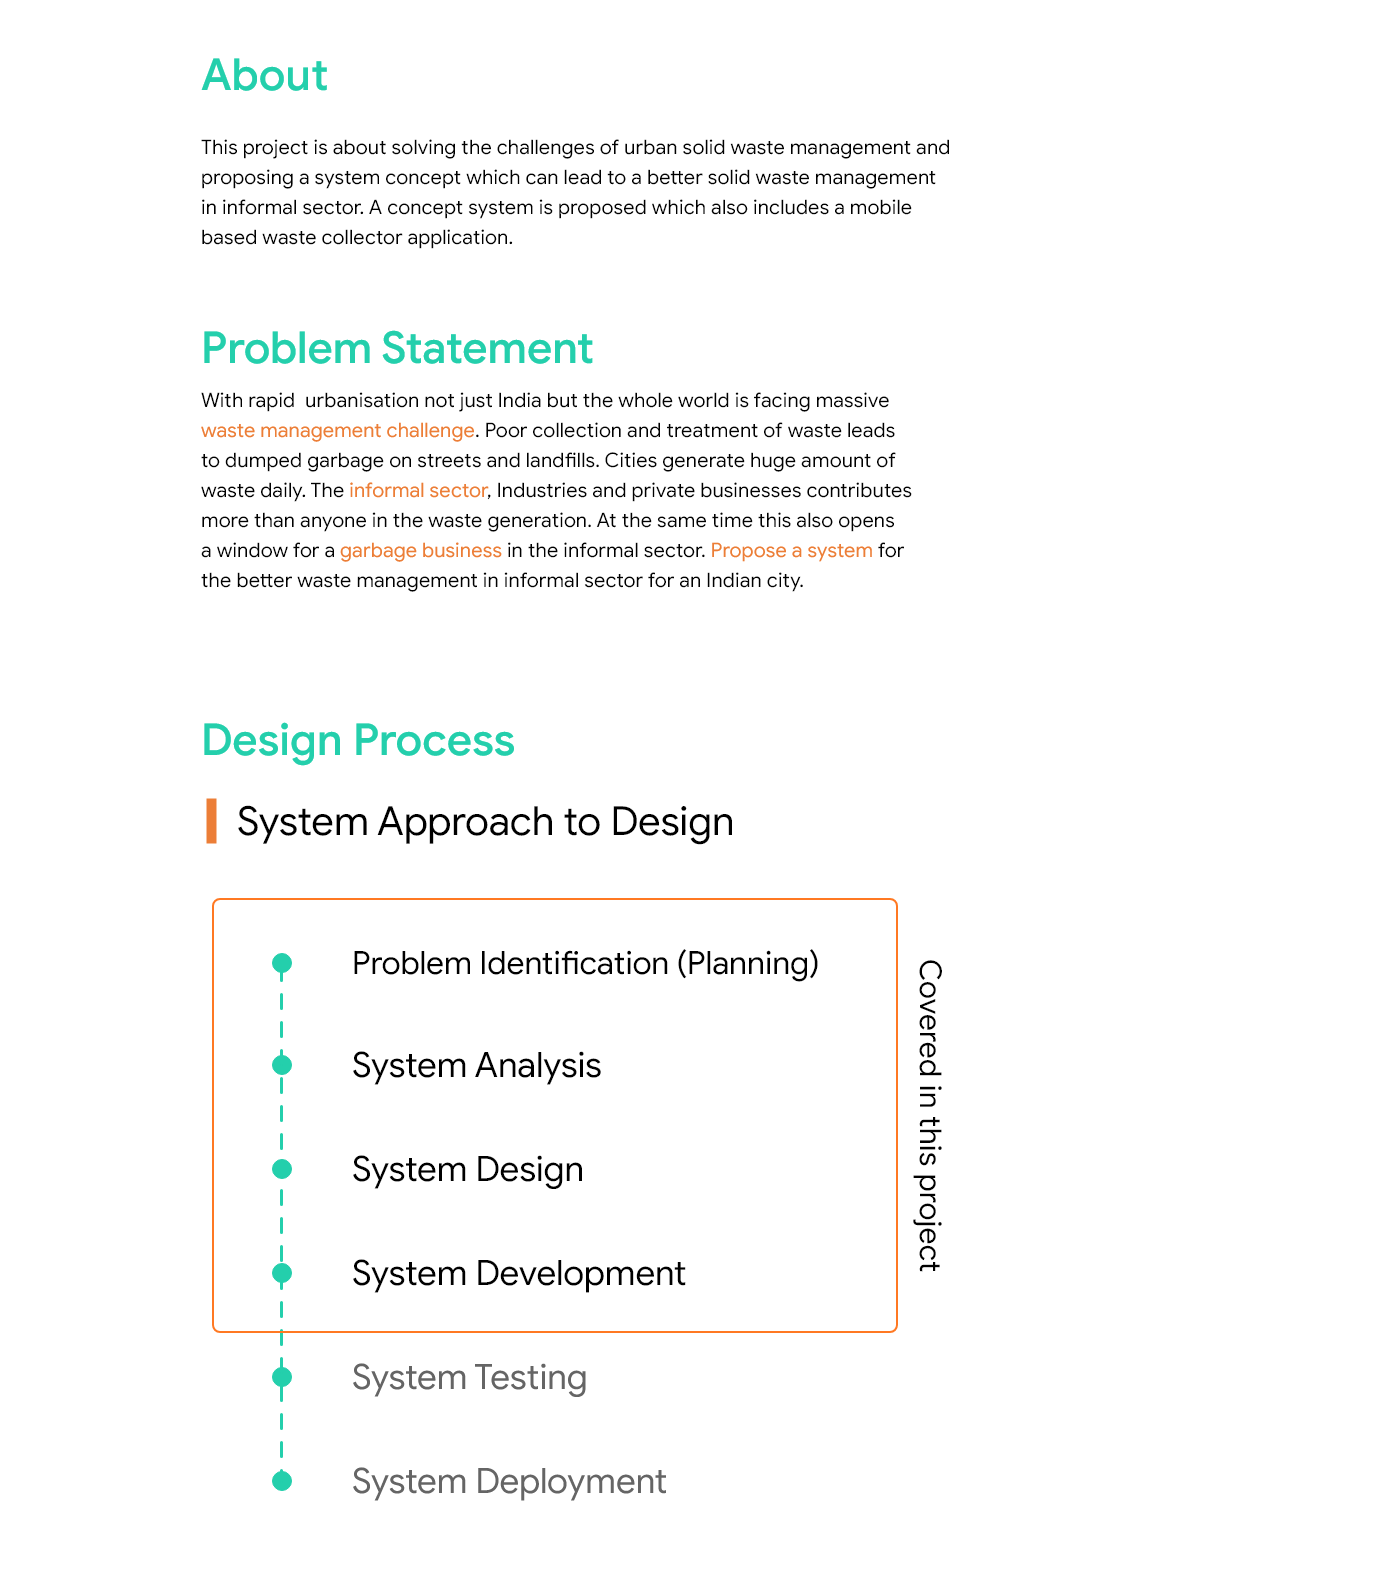 About
This project is about solving the challenges of urban solid waste management and
proposing a system concept which can lead to a better solid waste management
in informal sector. A concept system is proposed which also includes a mobile
based waste collector application.
Problem Statement
With rapid  urbanisation not just India but the whole world is facing massive
waste management challenge. Poor collection and treatment of waste leads
to dumped garbage on streets and landfills. Cities generate huge amount of
waste daily. The informal sector, Industries and private businesses contributes
more than anyone in the waste generation. At the same time this also opens
a window for a garbage business in the informal sector. Propose a system for
the better waste management in informal sector for an Indian city.
Design Process
System Approach to Design
Problem Identification (Planning)
System Analysis
System Design
System Development
Covered in this project
System Testing
System Deployment